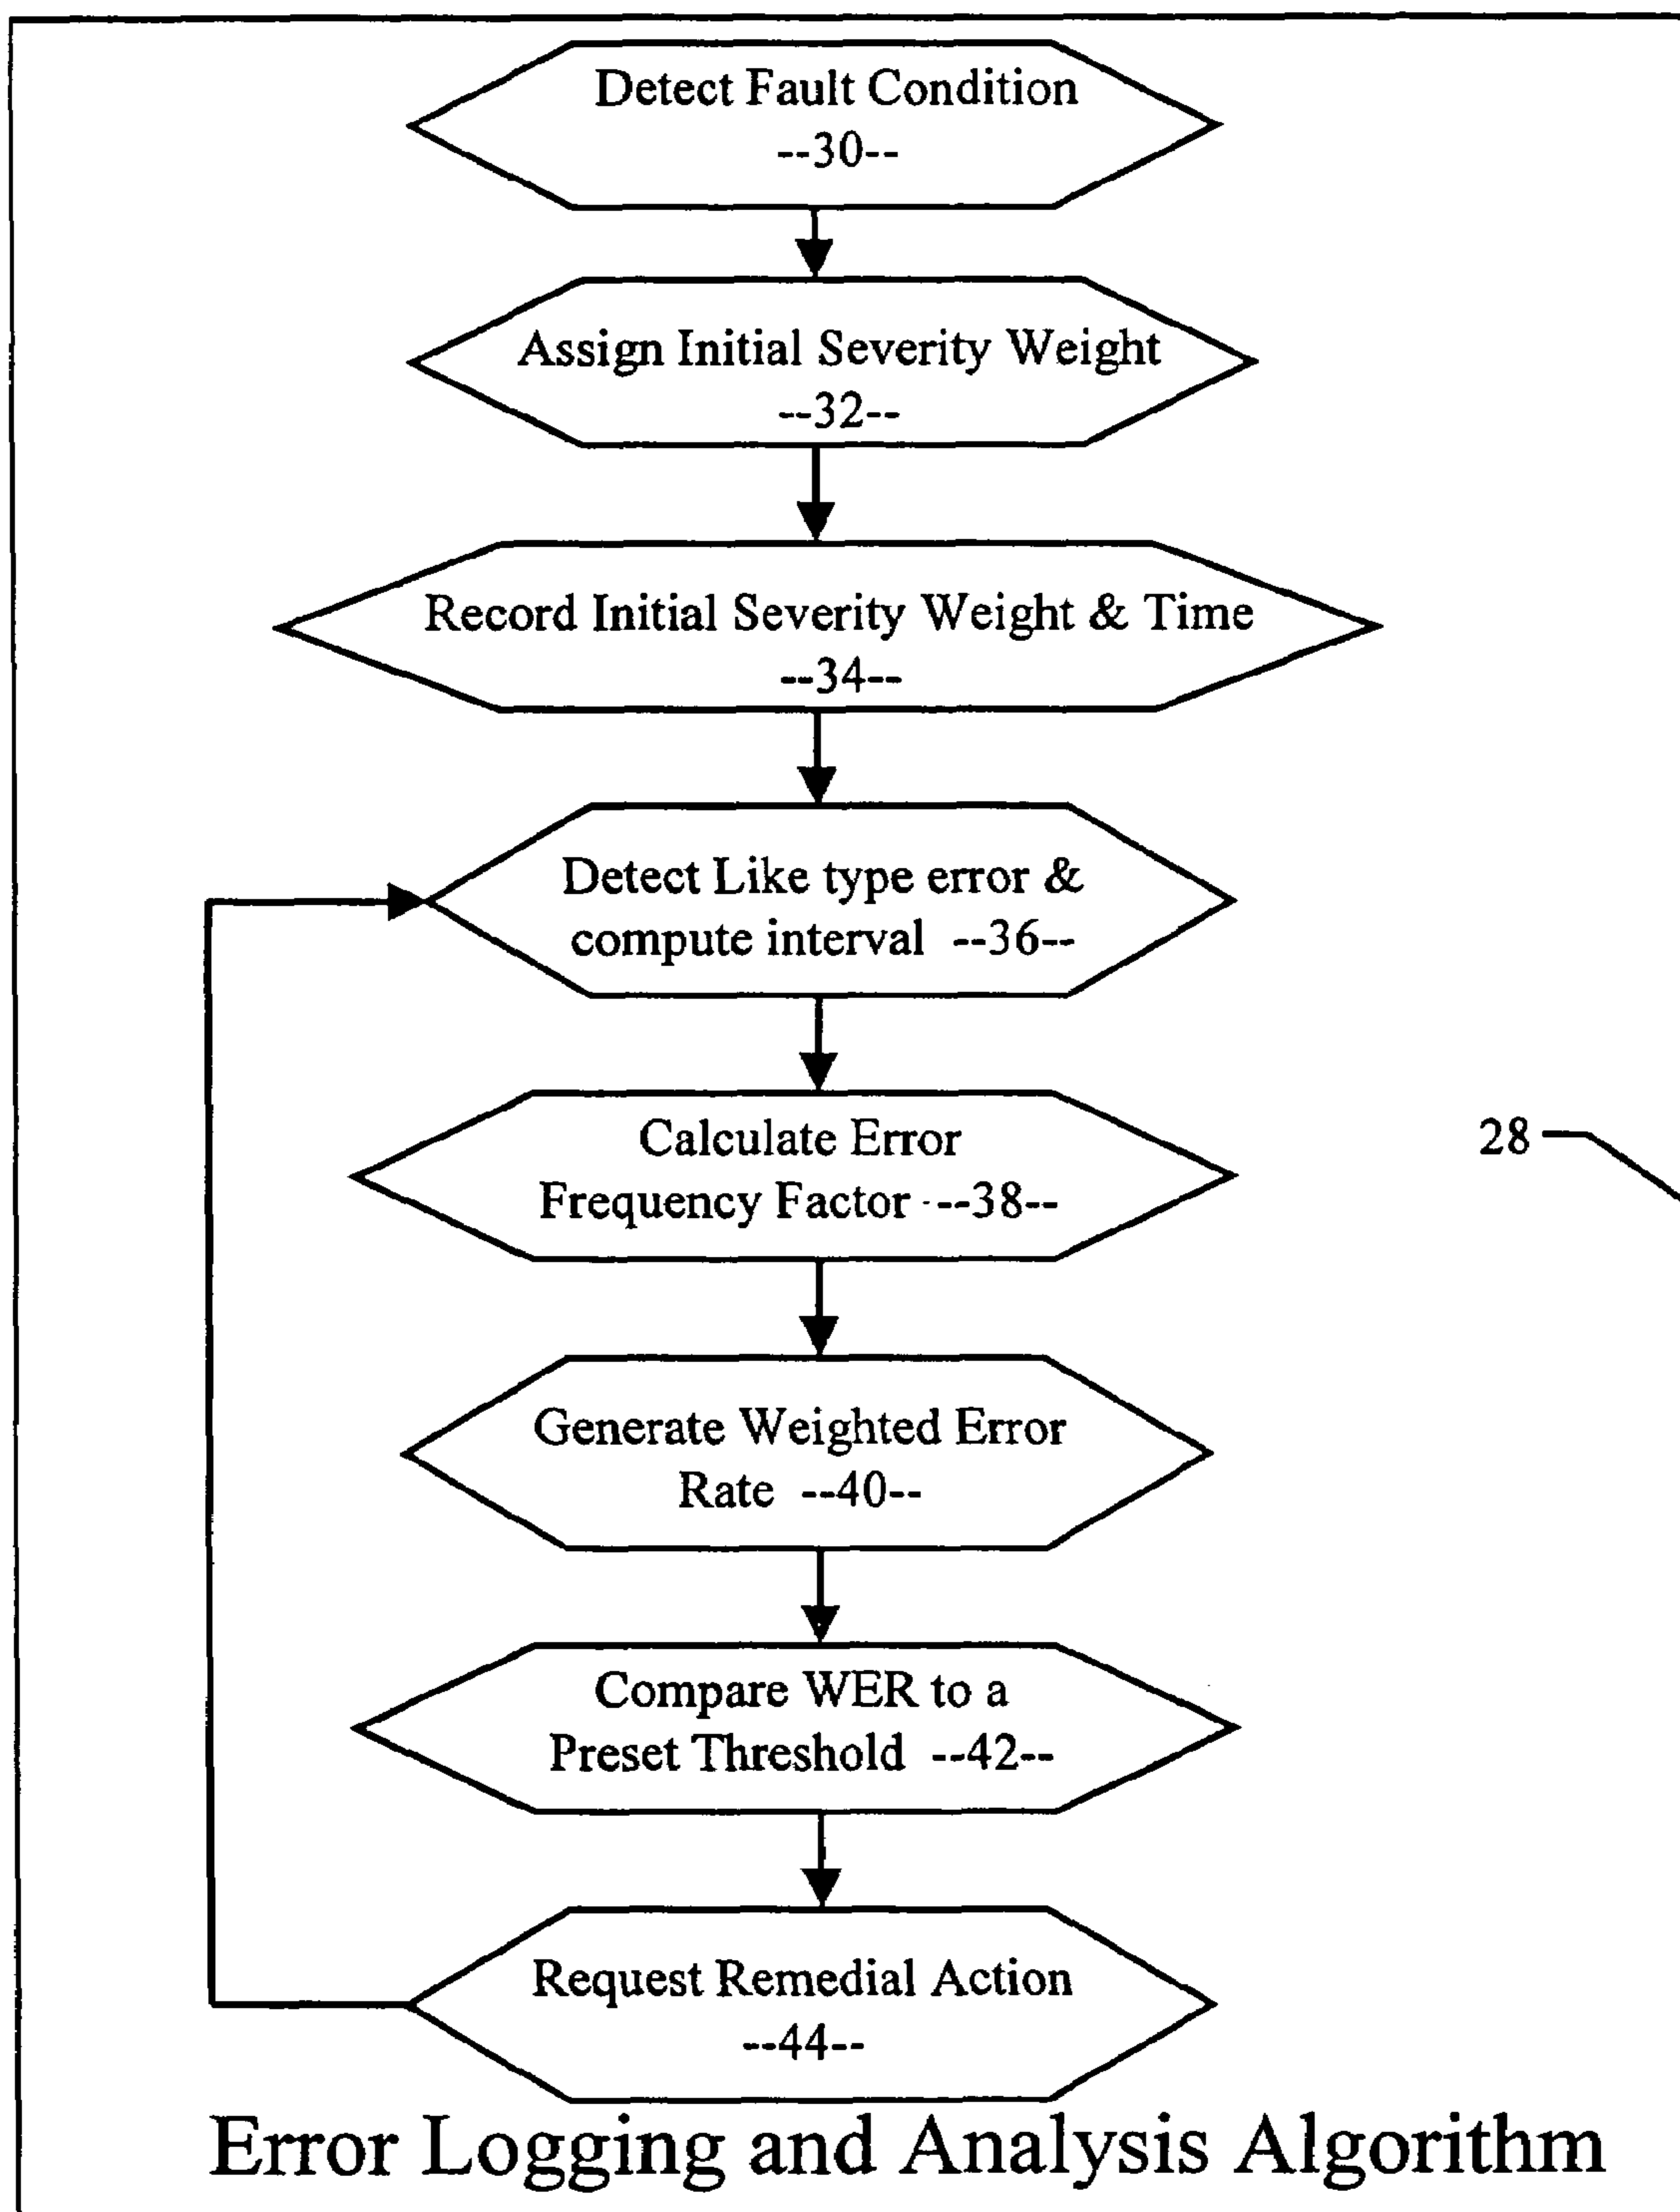 Detect Fault Condition
--30--
Assign Initial Severity Weight
--32--
Record Initial Severity Weight & Time
--34--
Detect Like type error &
compute interval --36--
Calculate Error
Frequency Factor --38--
28
Generate Weighted Error
Rate --40--
Compare WER to a
Preset Threshold --42--
Request Remedial Action
--44--
Error Logging and Analysis Algorithm